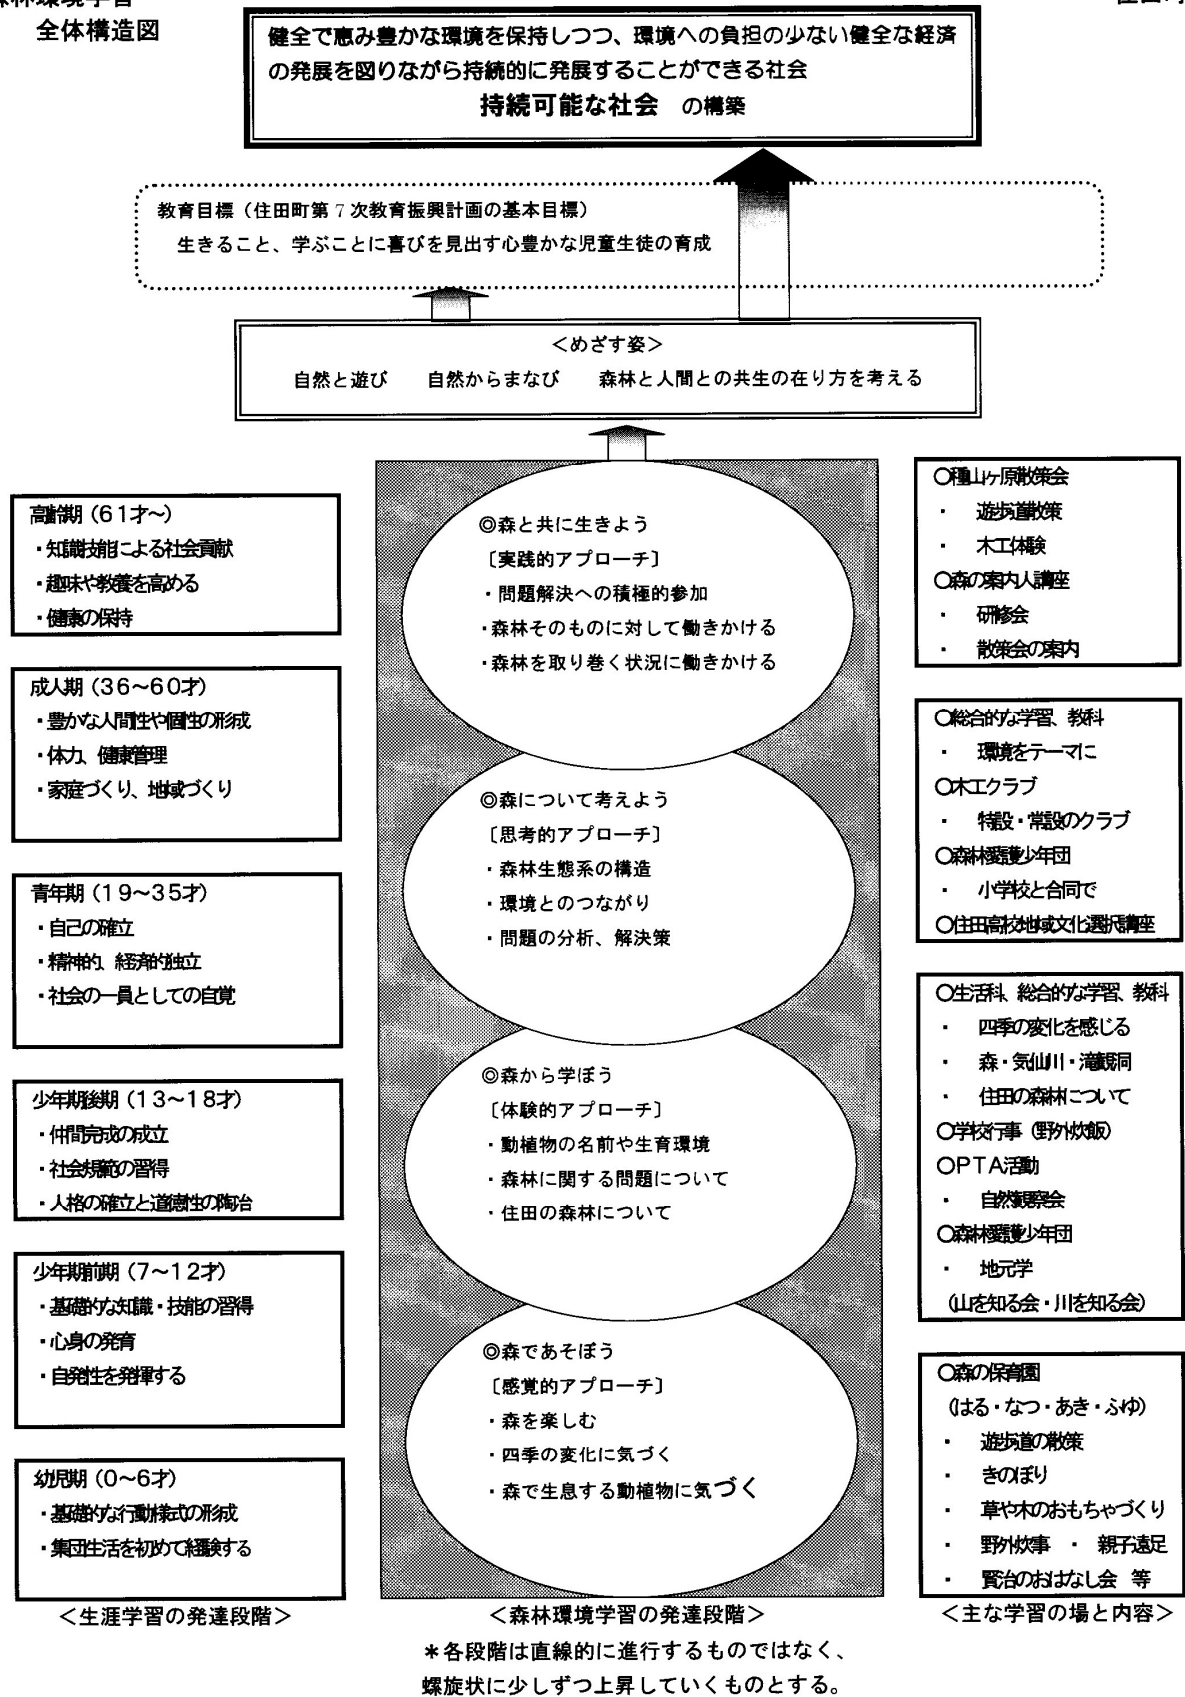 全体構造図
健全で恵み豊かな環境を保持しつつ、環境への負担の少ない健全な経済
の発展を図りながら持続的に発展することができる社会
持続可能な社会　の構築
教育目標（住田町第7次教育振興計画の基本目標）
生きること、学ぶことに喜びを見出す心豊かな児童生徒の育成
＜めざす姿＞
自然と遊び　自然からまなび　森林と人間との共生の在り方を考える
高齢期（61才～）
・知識技能による社会貢献
・趣味や教養を高める
・健康の保持
成人期（36～60才）
・豊かな人間性や個性の形成
・体力、健康管理
・家庭づくり、地域づくり
青年期（19～35才）
・自己の確立
・精神的、経済的独立
・社会の一員としての自覚
少年期後期（13～18才）
・仲間完成の成立
・社会規範の習得
・人格の確立と道徳性の陶冶
少年期前期（7～12才）
・基礎的な知識・技能の習得
・心身の発育
・自発性を発揮する
幼児期（0～6才）
・基礎的な行動様式の形成
・集団生活を初めて経験する
＜生涯学習の発達段階＞
◎森と共に生きよう
〔実践的アプローチ〕
・問題解決への積極的参加
・森林そのものに対して働きかける
・森林を取り巻く状況に働きかける
◎森について考えよう
〔思考的アプローチ〕
・森林生態系の構造
・環境とのつながり
・問題の分析、解決策
◎森から学ぼう
〔体験的アプローチ〕
・動植物の名前や生育環境
・森林に関する問題について
・住田の森林について
◎森であそぼう
〔感覚的アプローチ〕
・森を楽しむ
・四季の変化に気づく
・森で生息する動植物に気づく
＜森林環境学習の発達段階＞
＊各段階は直線的に進行するものではなく、
螺旋状に少しずつ上昇していくものとする。
○種山ヶ原散策会
・　遊歩道散策
・　木工体験
○森の案内人講座
・　研修会
・　散策会の案内
○総合的な学習、教科
・　環境をテーマに
○木工クラブ
・　特設・常設のクラブ
○森林愛護少年団
・　小学校と合同で
○住田高校地域文化選択講座
○生活科、総合的な学習、教科
・　四季の変化を感じる
・　森・気仙川・滝観洞
・　住田の森林について
○学校行事（野外炊飯）
○PTA活動
・　自然観察会
○森林愛護少年団
・　地元学
（山を知る会・川を知る会）
○森の保育園
（はる・なつ・あき・ふゆ）
・　遊歩道の散策
・　きのぼり
・　草や木のおもちゃづくり
・　野外炊事　・　親子遠足
・　賢治のおはなし会　等
＜主な学習の場と内容＞